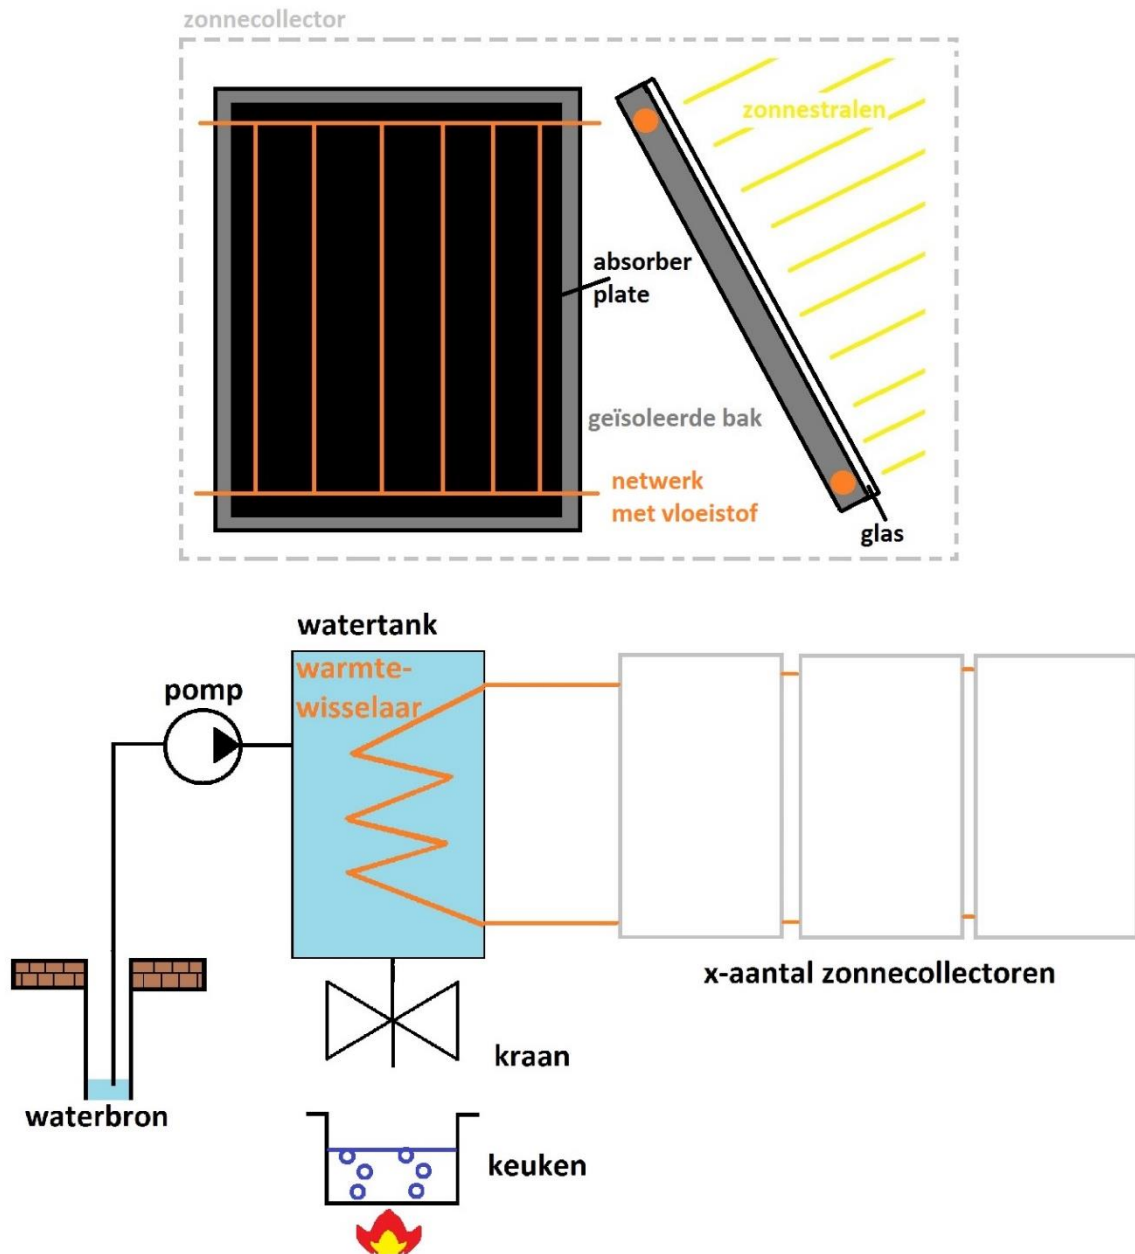 zonnecollector
zonnestralen
absorber
plate
geïsoleerde bak
netwerk
met vloeistof
glas
watertank
warmte-
wisselaar
pomp
x-aantal zonnecollectoren
kraan
waterbron
keuken